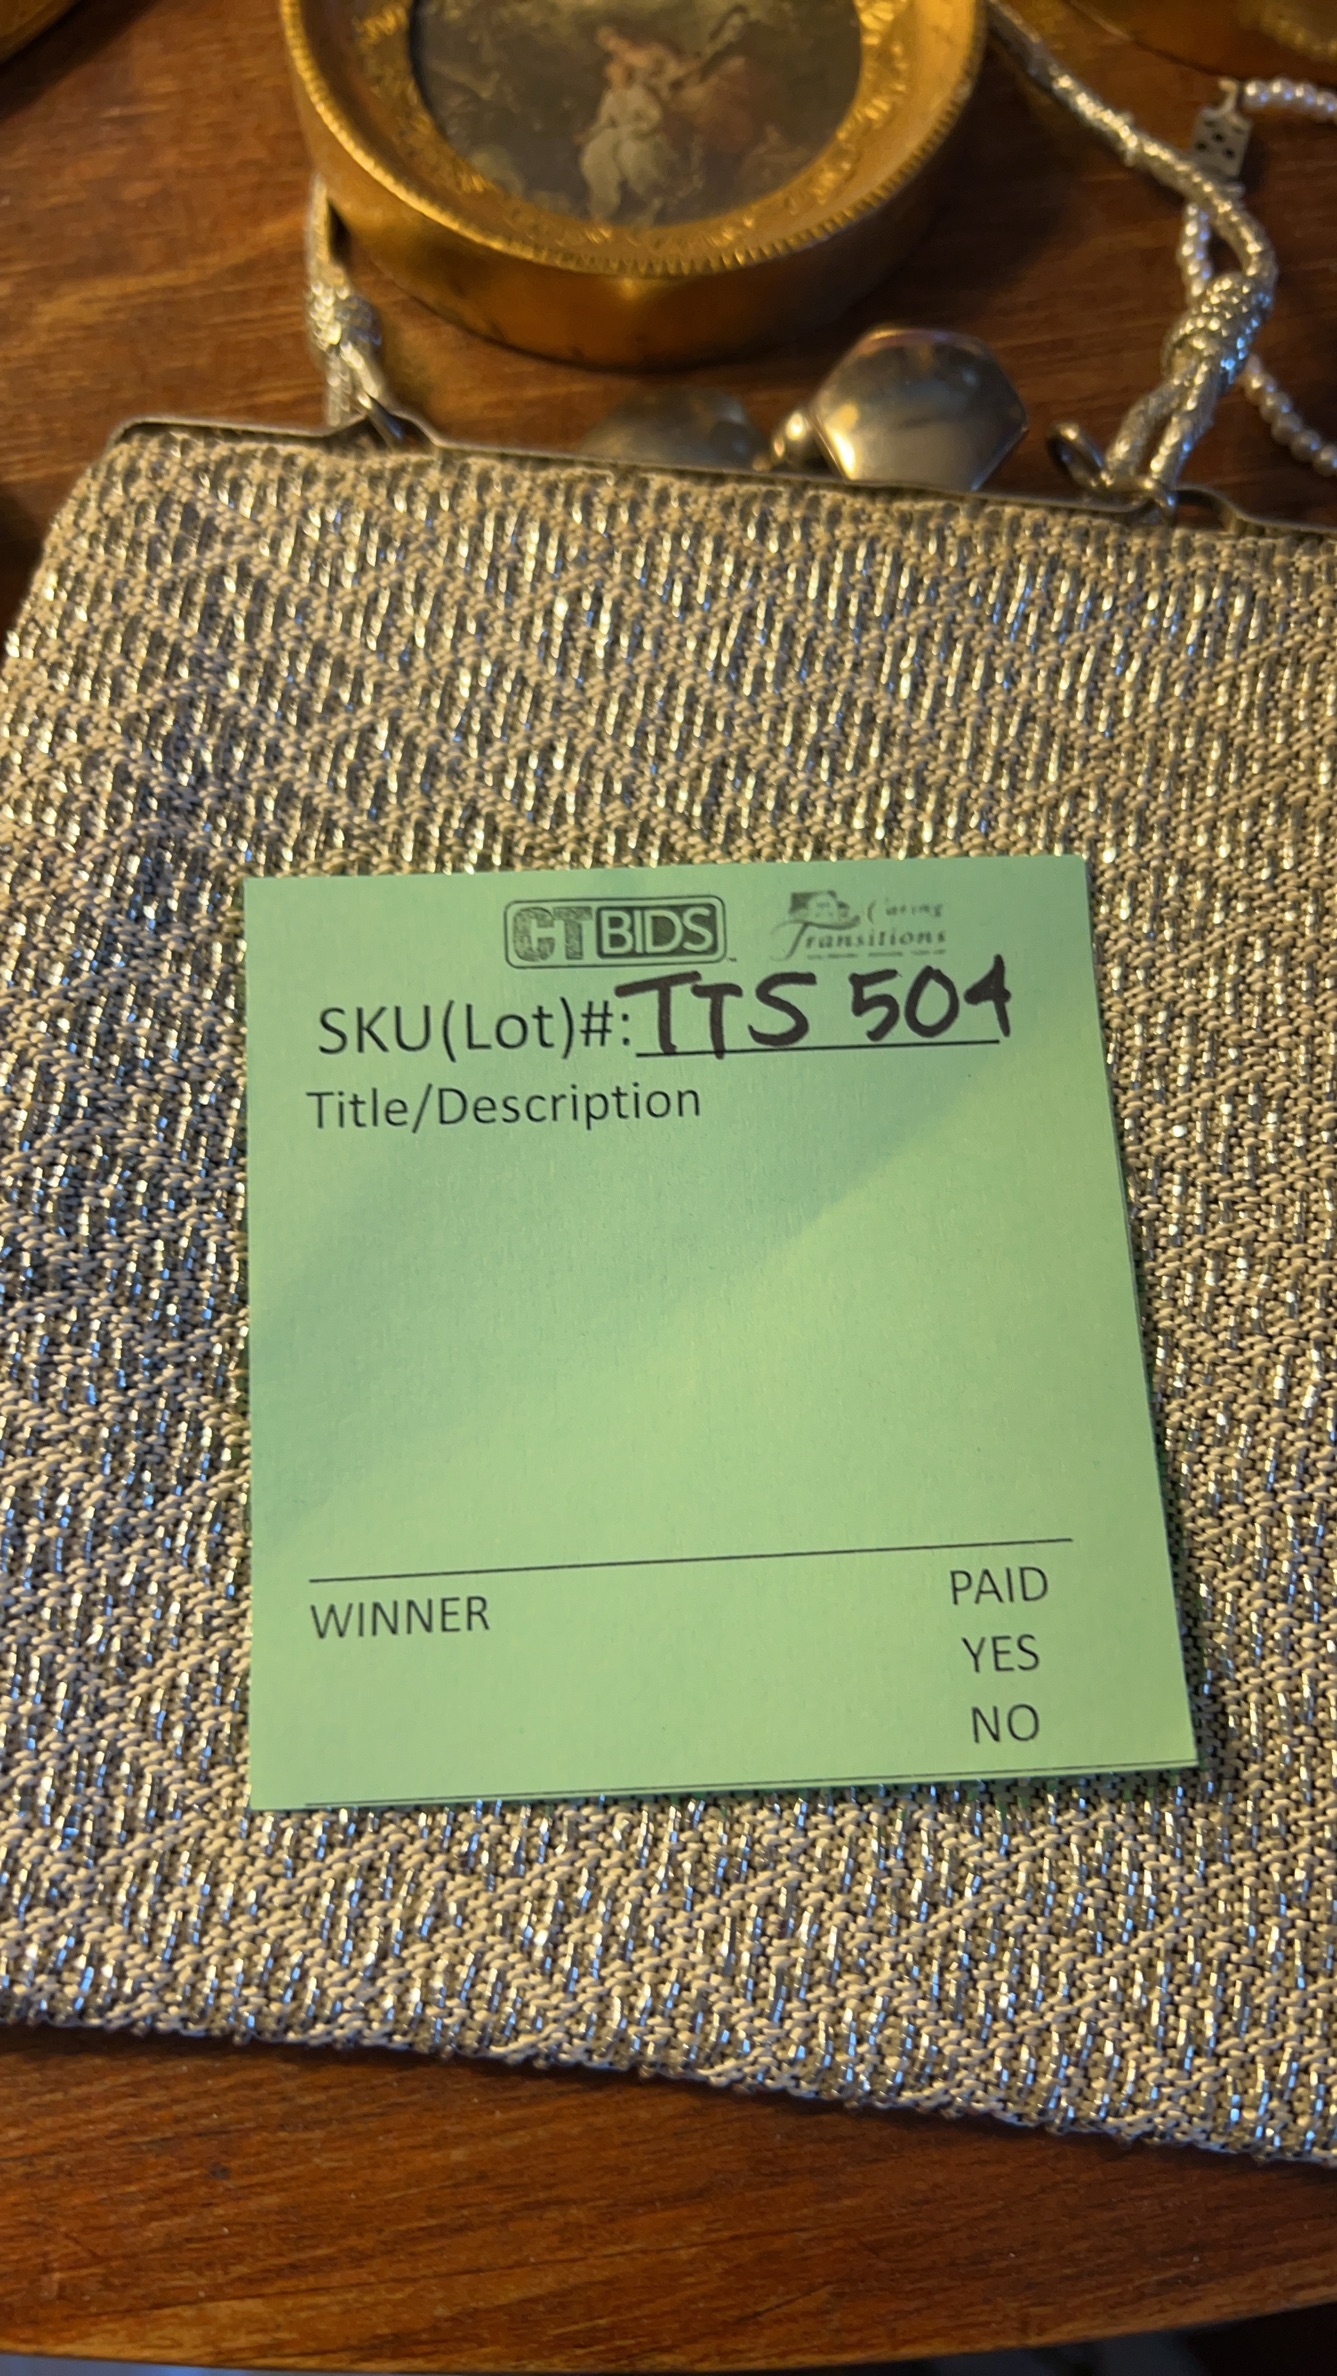 CTBIDS Caring Transitions
SKU(Lot)#: TTS 504
Title/Description
WINNER PAID
YES
NO